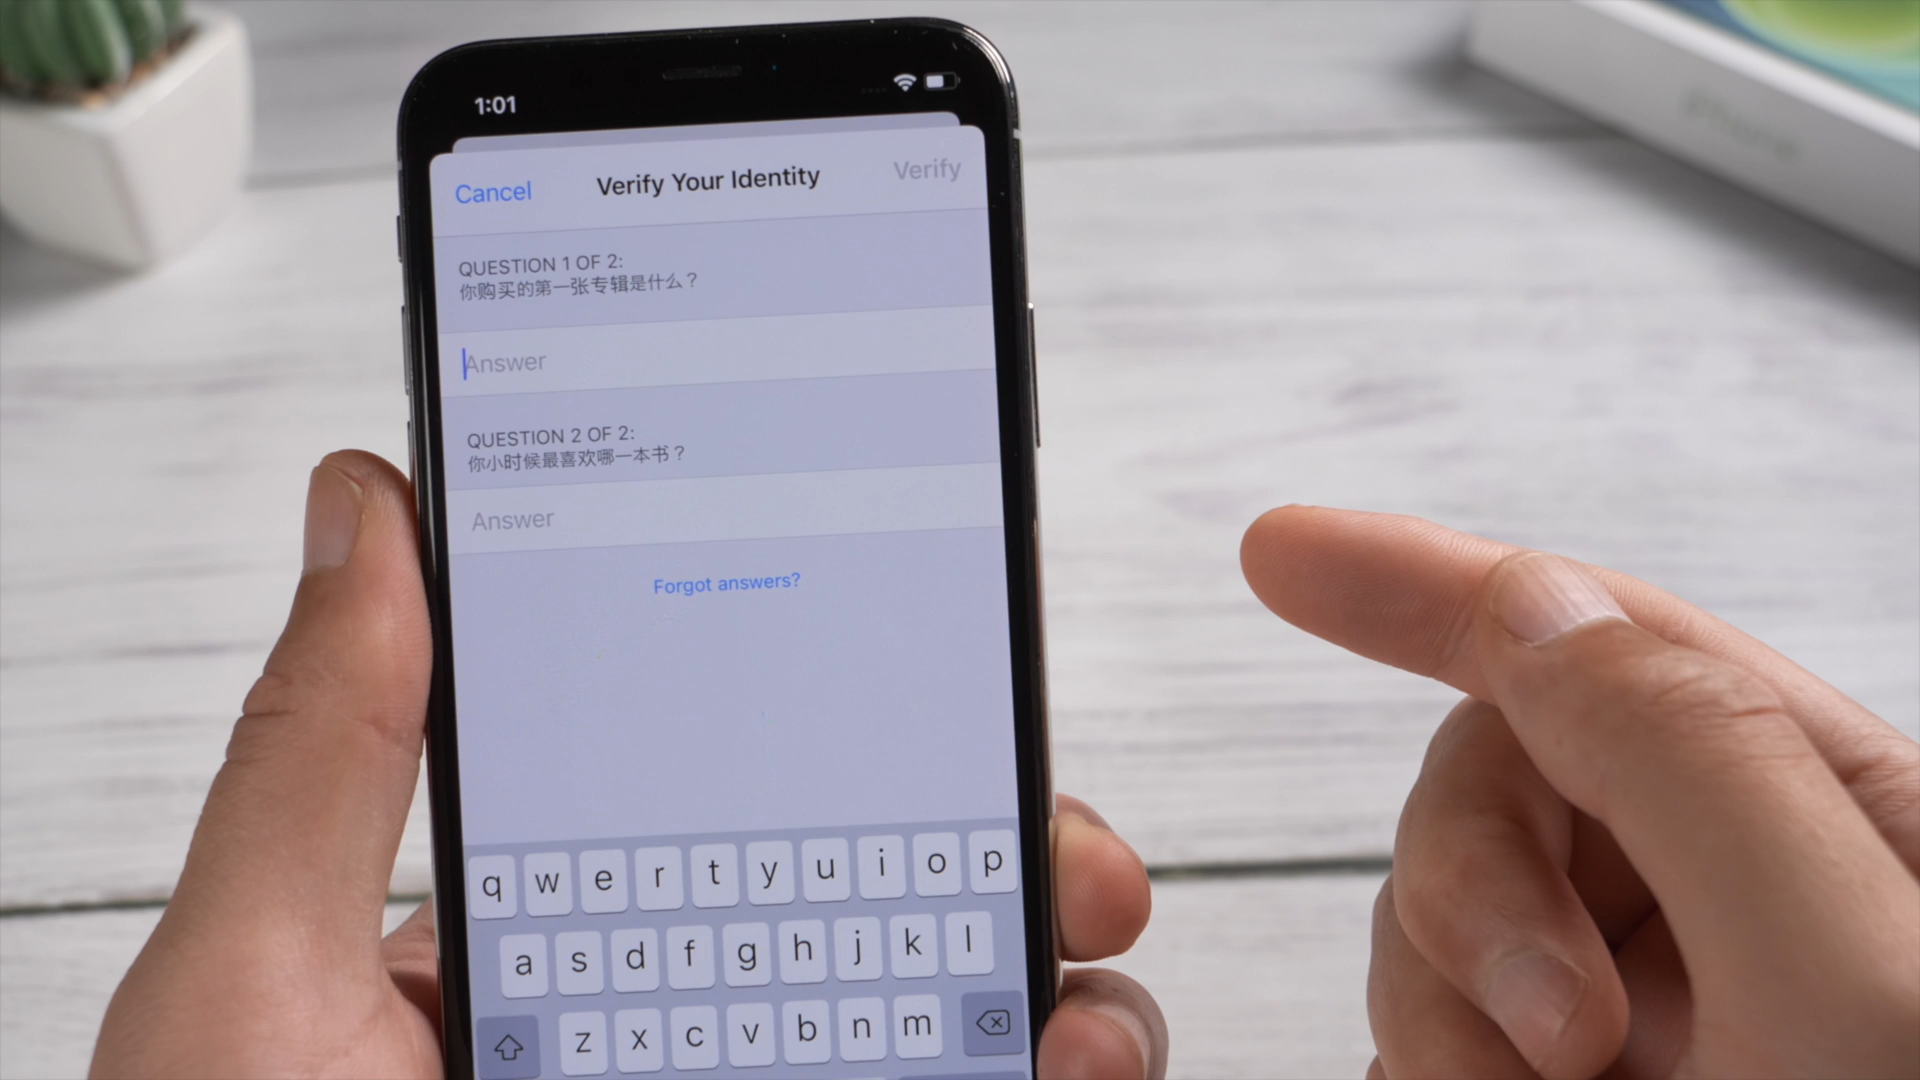 1:01
Cancel Verify Your Identity Verify
QUESTION 1 OF 2:
你购买的第一张专辑是什么？
Answer
QUESTION 2 OF 2:
你小时候最喜欢哪一本书？
Answer
Forgot answers?
q w e r t y u i o p
a s d f g h j k l
z x c v b n m
iPhone